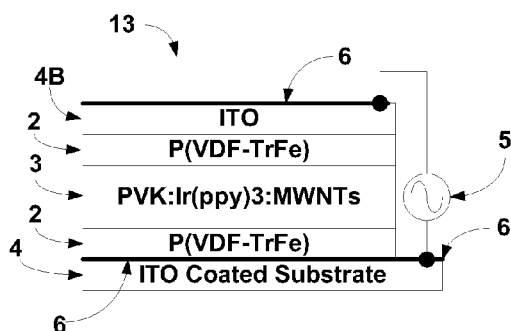 13
6
4B
ITO
2
P(VDF-TrFe)
3
PVK:Ir(ppy)3:MWNTs
5
2
P(VDF-TrFe)
6
4
ITO Coated Substrate
6